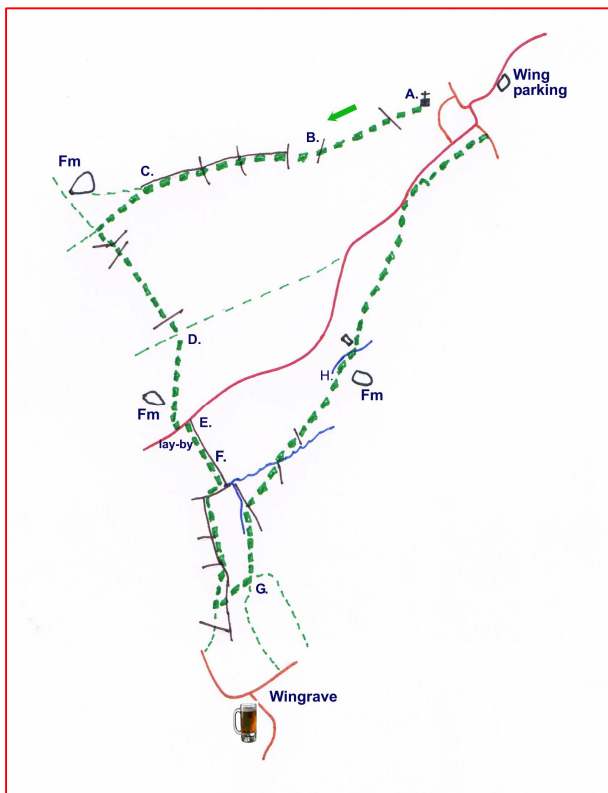 Wing
parking
A.
B.
Fm
C.
D.
H.
Fm
Fm
E.
lay-by
F.
G.
Wingrave